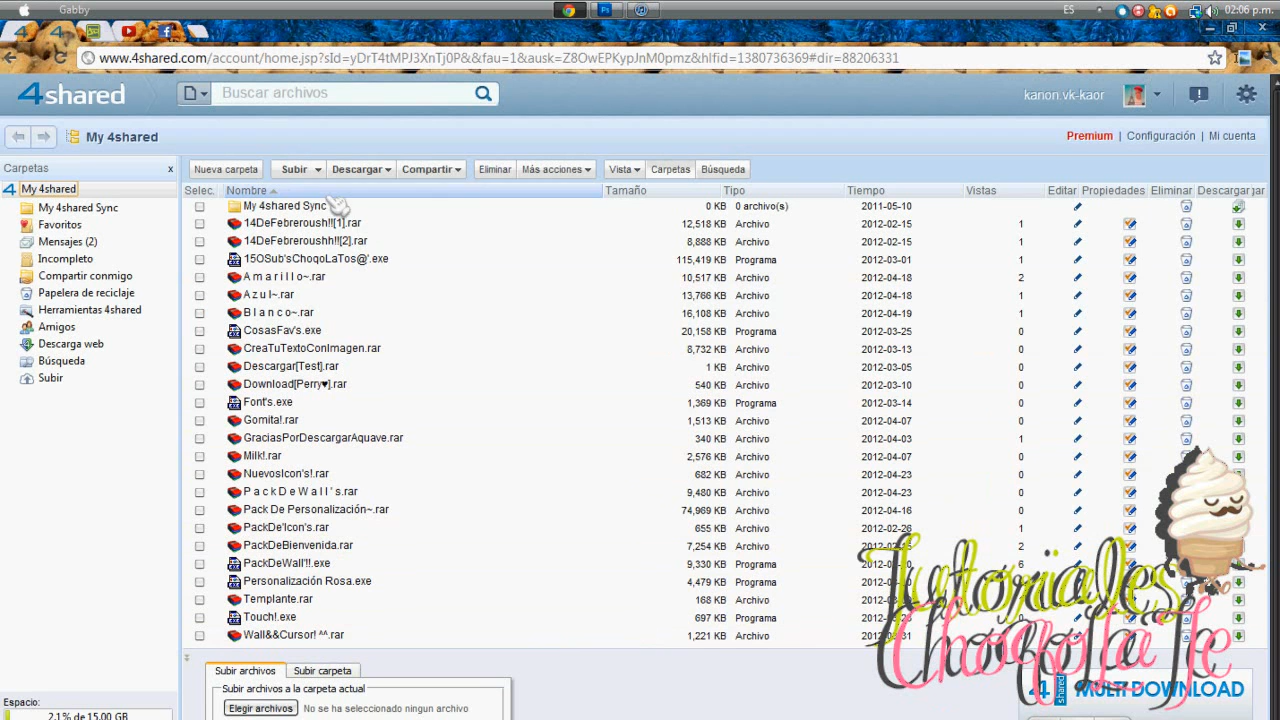 Gabby
ES 02:06 p.m.
www.4shared.com/account/home.jsp?sId=yDrT4tMPJ3XnTj0P&&fau=1&ausk=Z8OwEPKypJnM0pmz&hlfid=1380736369#dir=88206331
4shared Buscar archivos kanon.vk-kaor
My 4shared Premium | Configuración | Mi cuenta
Carpetas x Nueva carpeta Subir Descargar Compartir Eliminar Más acciones Vista Carpetas Búsqueda
Selec. Nombre Tamaño Tipo Tiempo Vistas Editar Propiedades Eliminar Descargar
4 My 4shared
My 4shared Sync
Favoritos
Mensajes (2)
Incompleto
Compartir conmigo
Papelera de reciclaje
Herramientas 4shared
Amigos
Descarga web
Búsqueda
Subir
My 4shared Sync 0 KB 0 archivo(s) 2011-05-10
14DeFebreroush!![1].rar 12,518 KB Archivo 2012-02-15 1
14DeFebreroushh!![2].rar 8,888 KB Archivo 2012-02-15 1
15OSub'sChoqoLaTos@'.exe 115,419 KB Programa 2012-03-01 1
A m a r i l l o~.rar 10,517 KB Archivo 2012-04-18 2
A z u l~.rar 13,766 KB Archivo 2012-04-18 1
B l a n c o~.rar 16,108 KB Archivo 2012-04-19 1
CosasFav's.exe 20,158 KB Programa 2012-03-25 0
CreaTuTextoConImagen.rar 8,732 KB Archivo 2012-03-13 0
Descargar[Test].rar 1 KB Archivo 2012-03-05 0
Download[Perry♥].rar 540 KB Archivo 2012-03-10 0
Font's.exe 1,369 KB Programa 2012-03-14 0
Gomita!.rar 1,513 KB Archivo 2012-04-07 0
GraciasPorDescargarAquave.rar 340 KB Archivo 2012-04-03 1
Milk!.rar 2,576 KB Archivo 2012-04-07 0
NuevosIcon's!.rar 682 KB Archivo 2012-04-23 0
P a c k D e W a l l ' s.rar 9,480 KB Archivo 2012-04-23 0
Pack De Personalización~.rar 74,969 KB Archivo 2012-04-16 0
PackDe'Icon's.rar 655 KB Archivo 2012-02-26 1
PackDeBienvenida.rar 7,254 KB Archivo 2
PackDeWall'!!.exe 9,330 KB Programa 6
Personalización Rosa.exe 4,479 KB Programa
Templante.rar 168 KB Archivo
Touch!.exe 697 KB Programa
Wall&&Cursor! ^^.rar 1,221 KB Archivo
Tutorïales
ChoqoLaTe
Subir archivos Subir carpeta
Subir archivos a la carpeta actual
Elegir archivos No se ha seleccionado ningun archivo
4 shared MULTI DOWNLOAD
Espacio:
2.1% de 15.00 GB